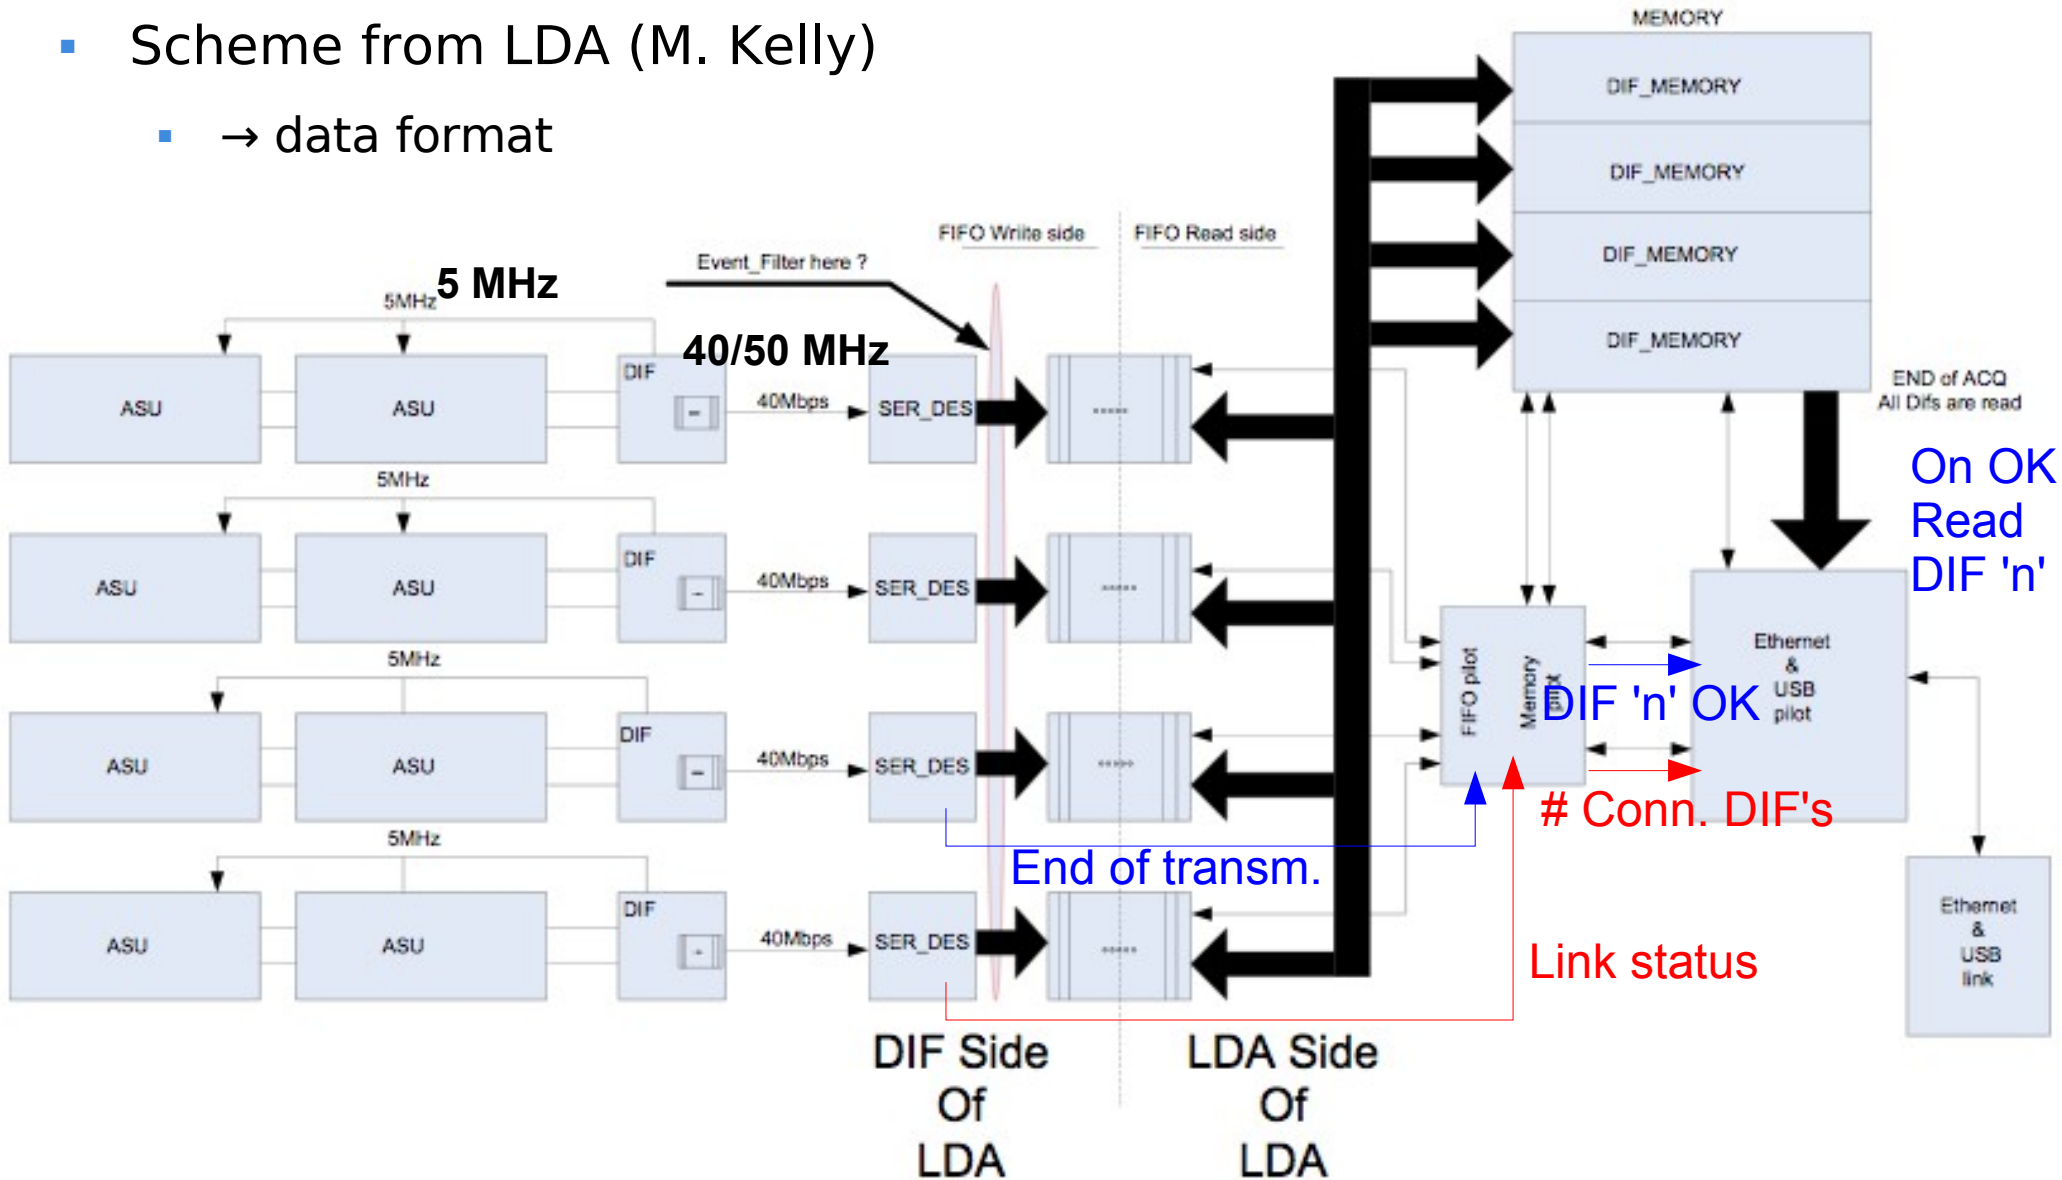 ▪ Scheme from LDA (M. Kelly)
▪ → data format
MEMORY
DIF_MEMORY
DIF_MEMORY
DIF_MEMORY
DIF_MEMORY
FIFO Wriite side
FIFO Read side
Event_Filter here ?
5MHz
5 MHz
40/50 MHz
ASU
ASU
DIF
40Mbps
SER_DES
END of ACQ
All Difs are read
On OK
Read
DIF 'n'
5MHz
ASU
ASU
DIF
40Mbps
SER_DES
5MHz
ASU
ASU
DIF
40Mbps
SER_DES
FIFO pilot
Memory
pilot
Ethernet
&
USB
pilot
DIF 'n' OK
# Conn. DIF's
5MHz
End of transm.
ASU
ASU
DIF
40Mbps
SER_DES
Link status
Ethernet
&
USB
link
DIF Side
Of
LDA
LDA Side
Of
LDA